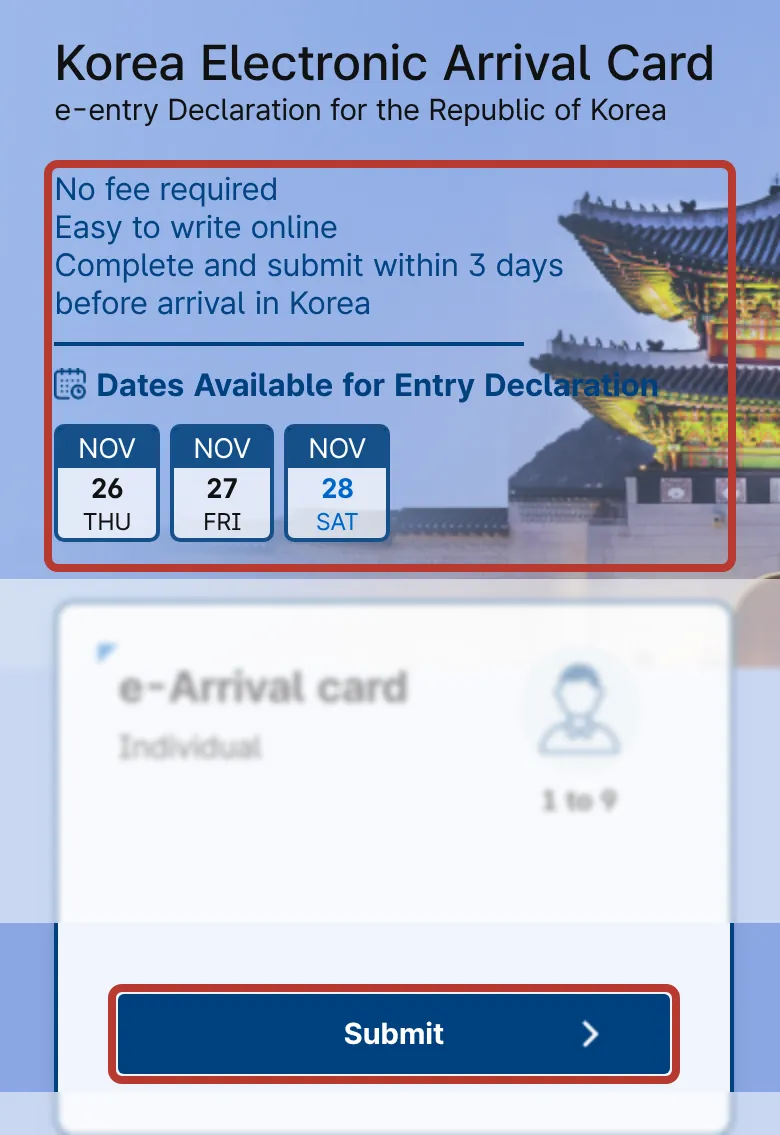 Korea Electronic Arrival Card
e-entry Declaration for the Republic of Korea
No fee required
Easy to write online
Complete and submit within 3 days
before arrival in Korea
Dates Available for Entry Declaration
NOV
26
THU
NOV
27
FRI
NOV
28
SAT
e-Arrival card
Individual
1 to 9
Submit